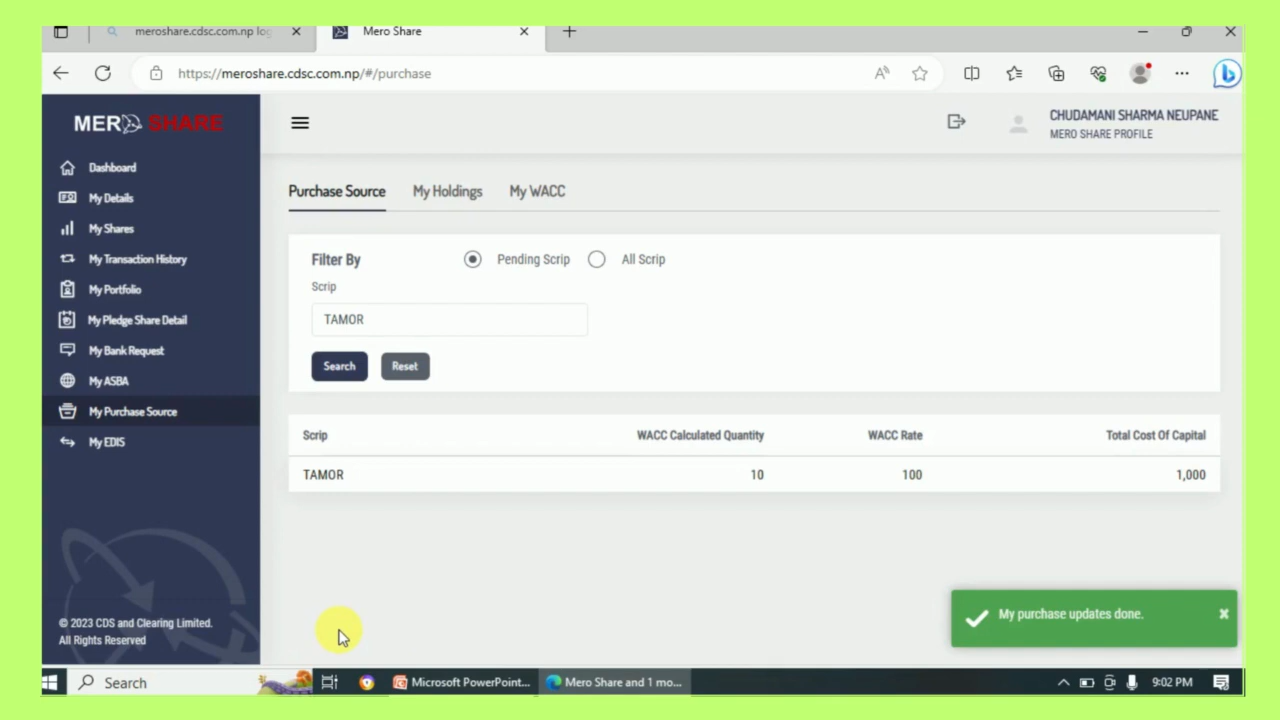 meroshare.cdsc.com.np log
Mero Share
https://meroshare.cdsc.com.np/#/purchase
MERO SHARE
CHUDAMANI SHARMA NEUPANE
MERO SHARE PROFILE
Dashboard
My Details
My Shares
My Transaction History
My Portfolio
My Pledge Share Detail
My Bank Request
My ASBA
My Purchase Source
My EDIS
© 2023 CDS and Clearing Limited.
All Rights Reserved
Purchase Source My Holdings My WACC
Filter By Pending Scrip All Scrip
Scrip
TAMOR
Search Reset
Scrip WACC Calculated Quantity WACC Rate Total Cost Of Capital
TAMOR 10 100 1,000
My purchase updates done.
Search Microsoft PowerPoint... Mero Share and 1 mo... 9:02 PM